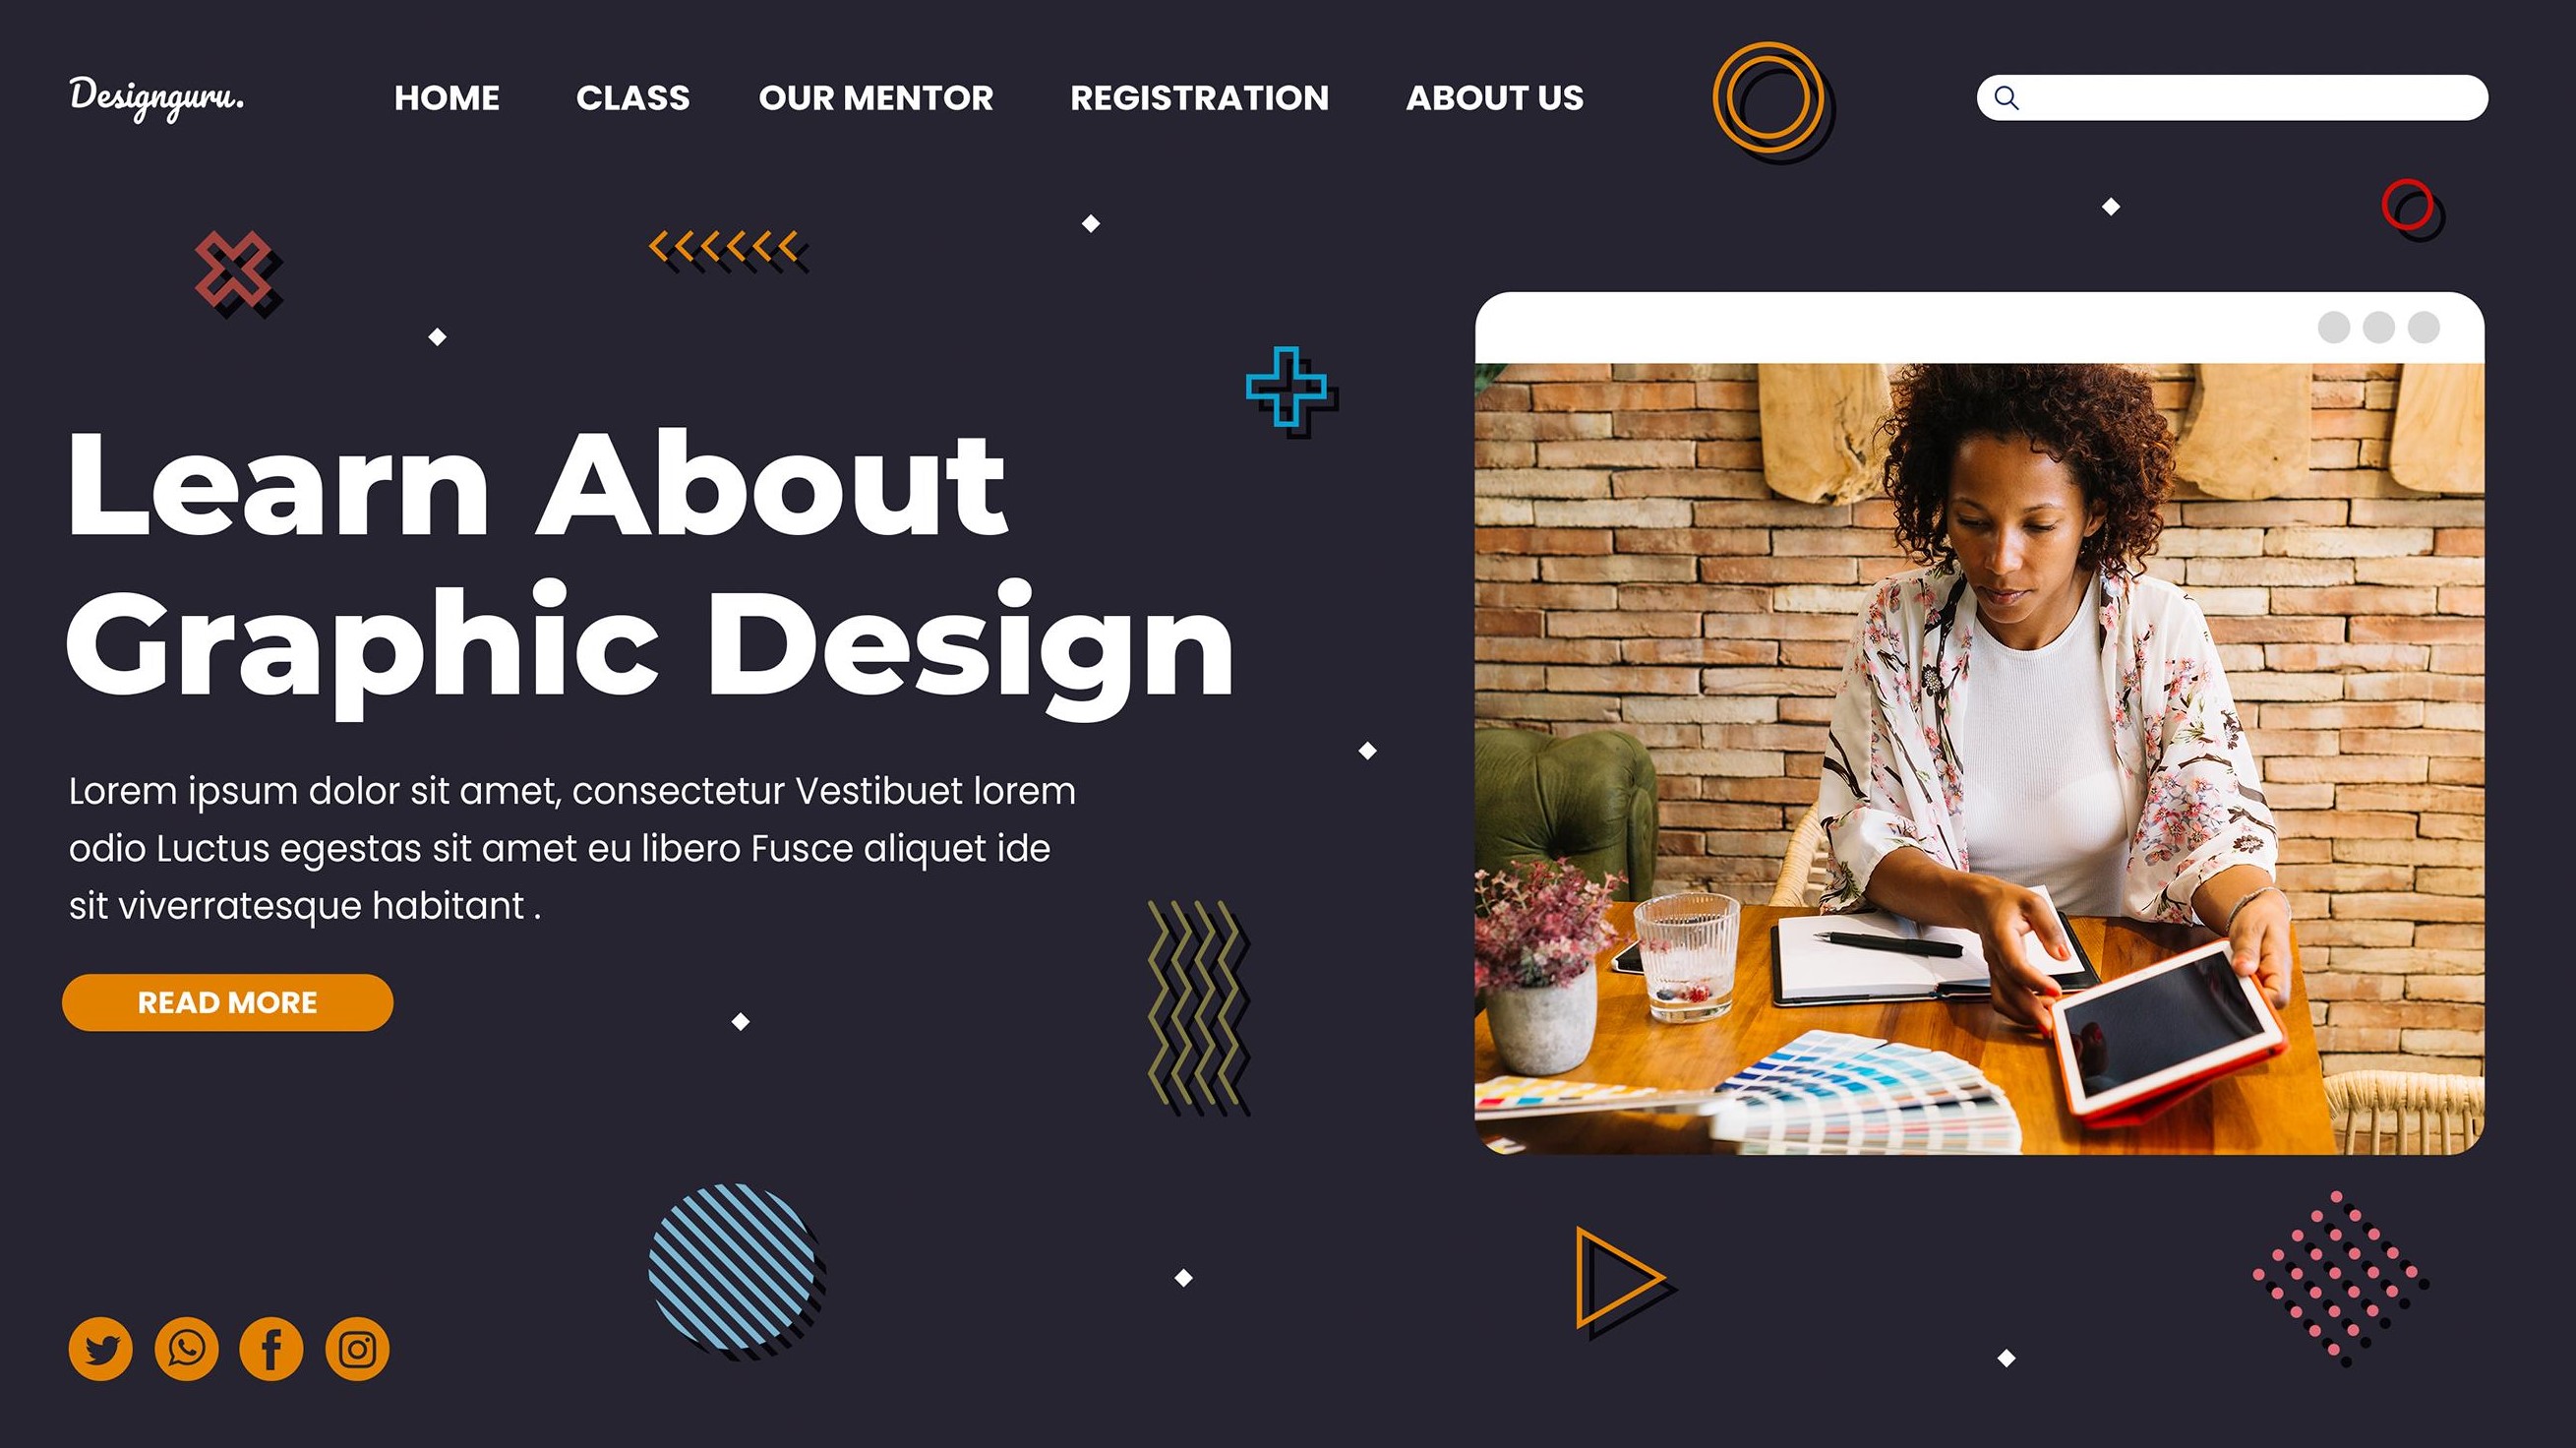 Designguru.
HOME
CLASS
OUR MENTOR
REGISTRATION
ABOUT US
Learn About
Graphic Design
Lorem ipsum dolor sit amet, consectetur Vestibuet lorem
odio Luctus egestas sit amet eu libero Fusce aliquet ide
sit viverratesque habitant .
READ MORE